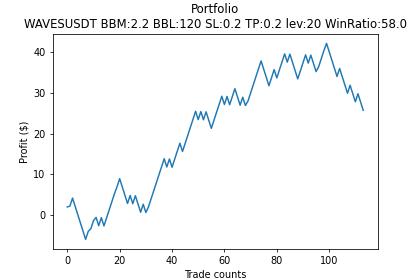 Portfolio
WAVESUSDT BBM:2.2 BBL:120 SL:0.2 TP:0.2 lev:20 WinRatio:58.0
40
30
20
10
0
Profit ($)
0 20 40 60 80 100
Trade counts